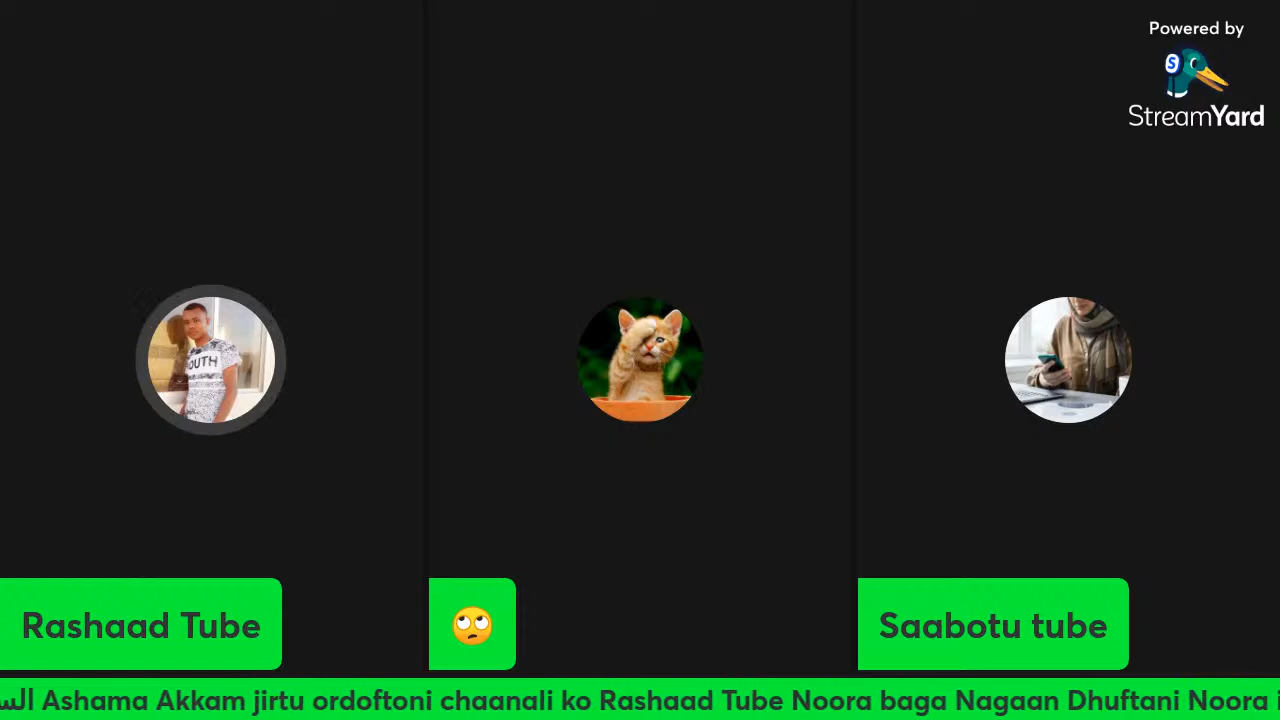 Powered by
StreamYard
OUTH
Rashaad Tube
🙄
Saabotu tube
Ashama Akkam jirtu ordoftoni chaanali ko Rashaad Tube Noora baga Nagaan Dhuftani Noora